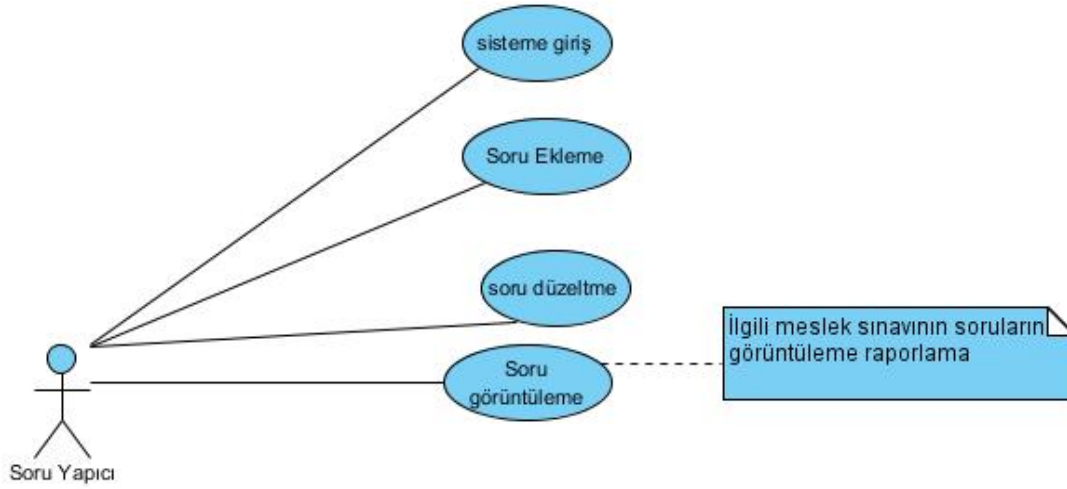 sisteme giriş
Soru Ekleme
soru düzeltme
Soru
görüntüleme
İlgili meslek sınavının soruların
görüntüleme raporlama
Soru Yapıcı